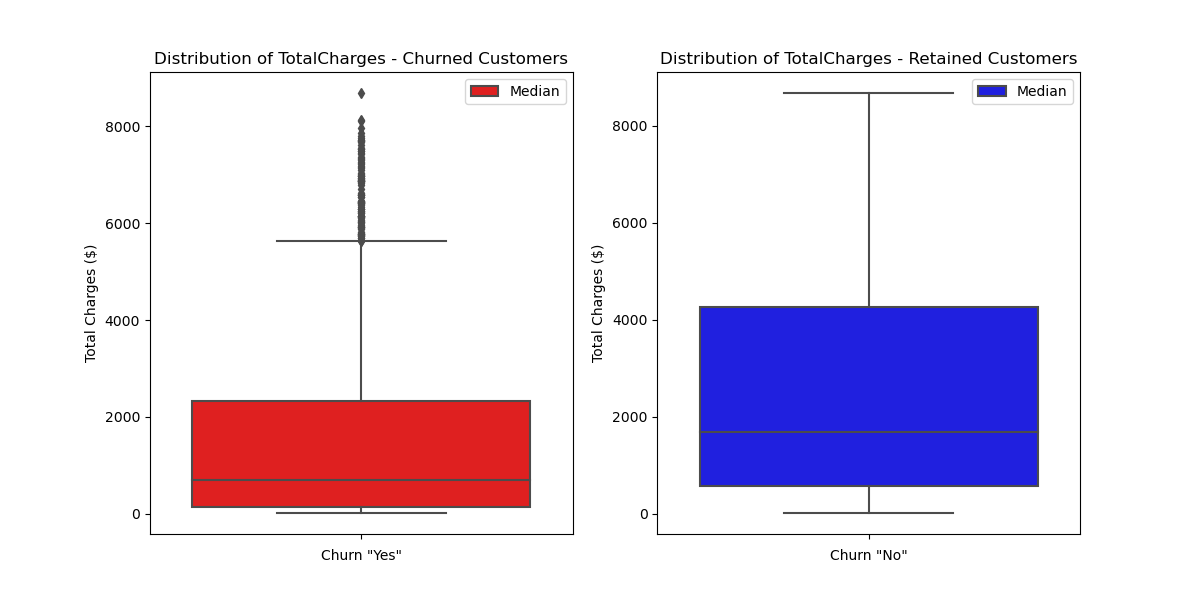 Distribution of TotalCharges - Churned Customers
Median
8000
6000
4000
2000
0
Total Charges ($)
Churn "Yes"
Distribution of TotalCharges - Retained Customers
Median
8000
6000
4000
2000
0
Total Charges ($)
Churn "No"